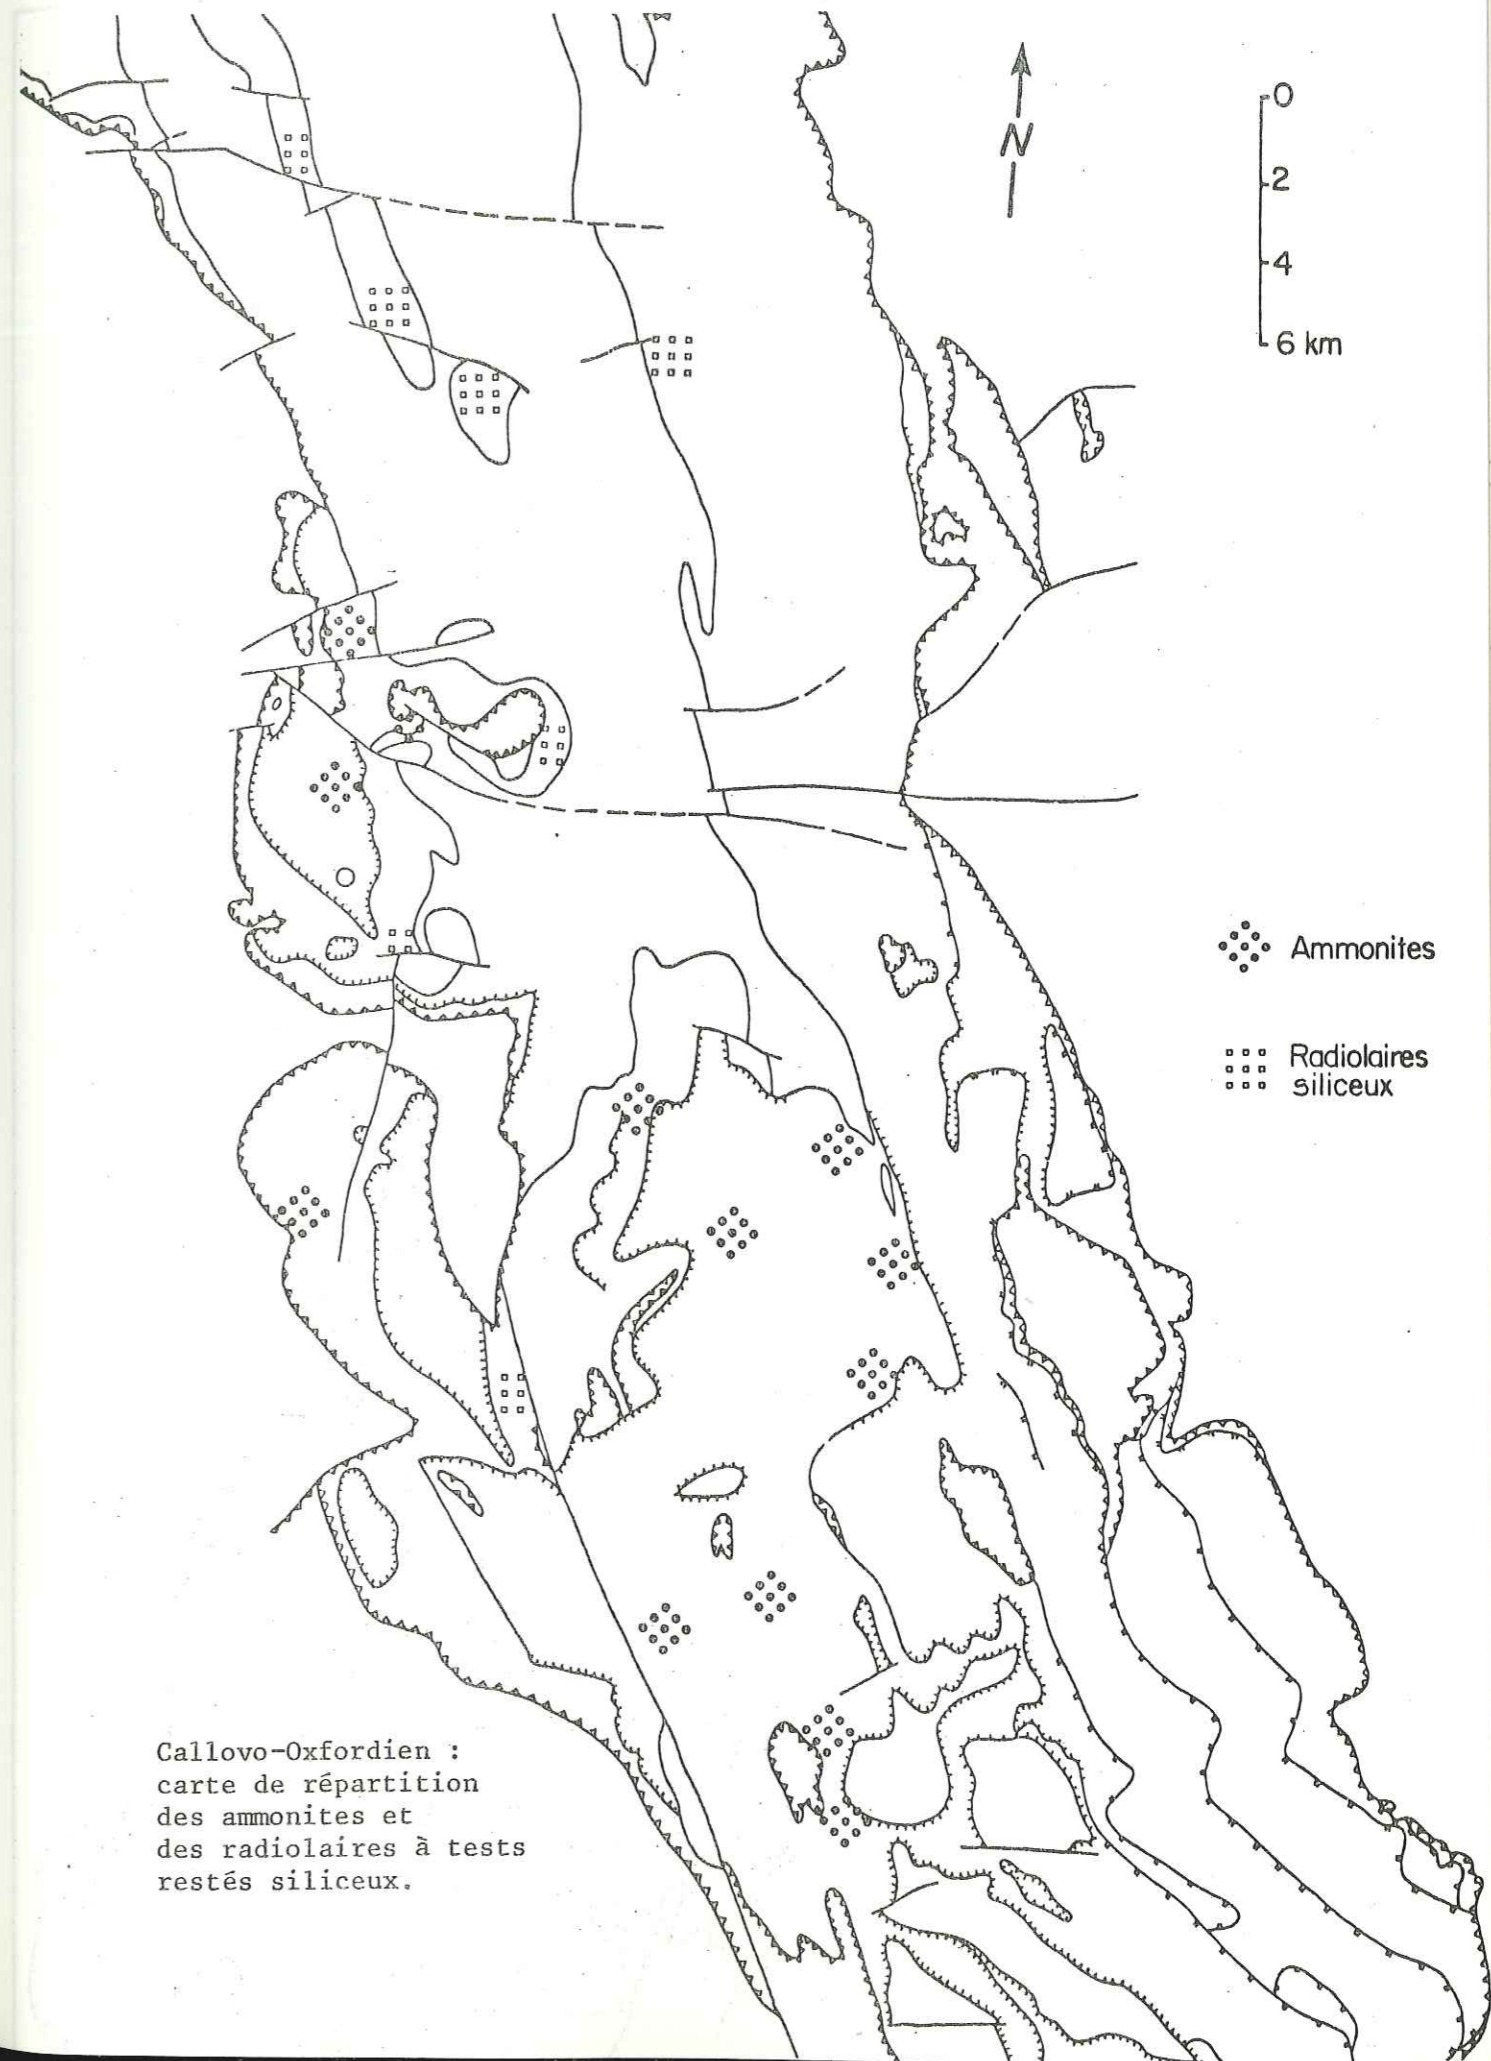 N
0
2
4
6 km
Ammonites
Radiolaires
siliceux
Callovo-Oxfordien :
carte de répartition
des ammonites et
des radiolaires à tests
restés siliceux.